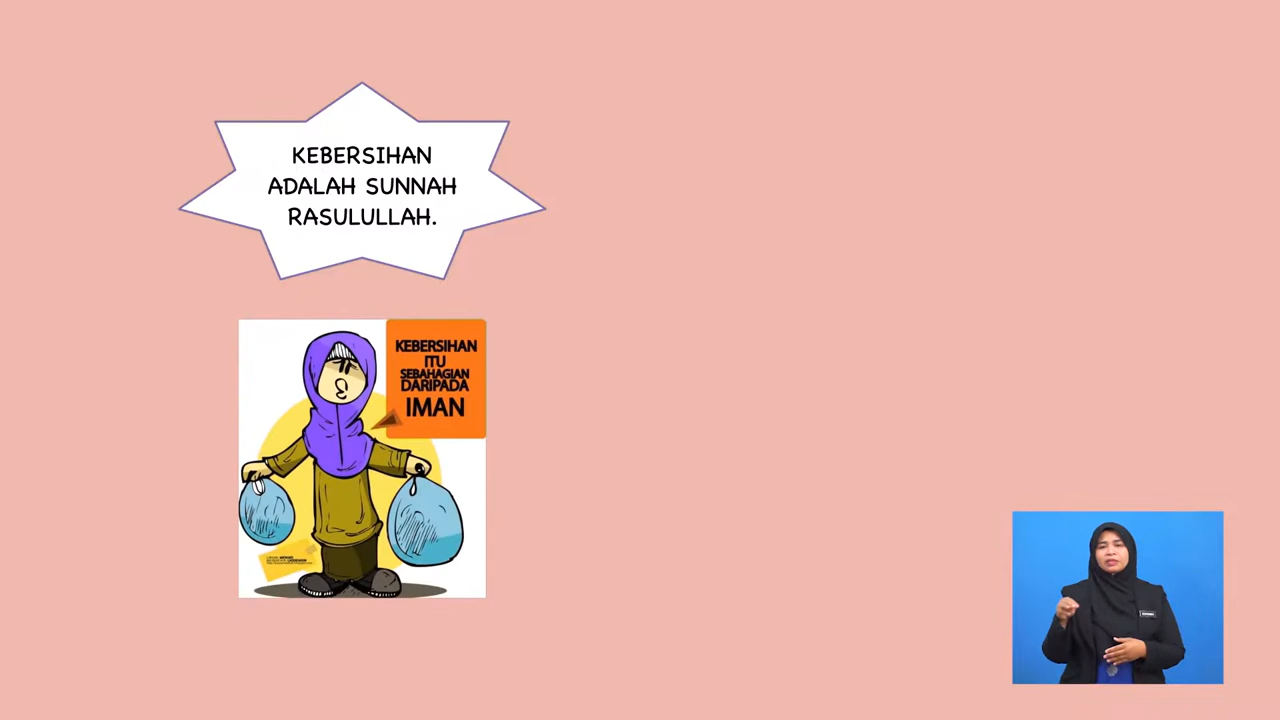 KEBERSIHAN
ADALAH SUNNAH
RASULULLAH.
KEBERSIHAN
ITU
SEBAHAGIAN
DARIPADA
IMAN